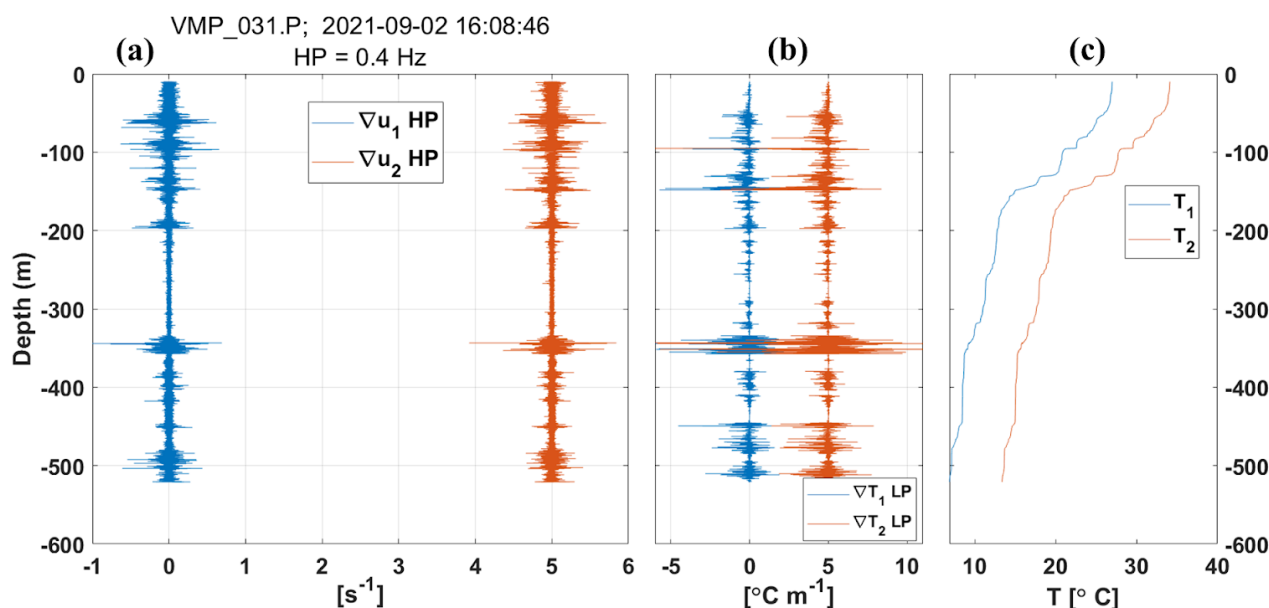 VMP_031.P; 2021-09-02 16:08:46
HP = 0.4 Hz
(a)
(b)
(c)
0
-100
-200
-300
-400
-500
-600
Depth (m)
∇u₁ HP
∇u₂ HP
-1 0 1 2 3 4 5 6
[s⁻¹]
∇T₁ LP
∇T₂ LP
-5 0 5 10
[°C m⁻¹]
T₁
T₂
0
-100
-200
-300
-400
-500
-600
10 20 30 40
T [° C]